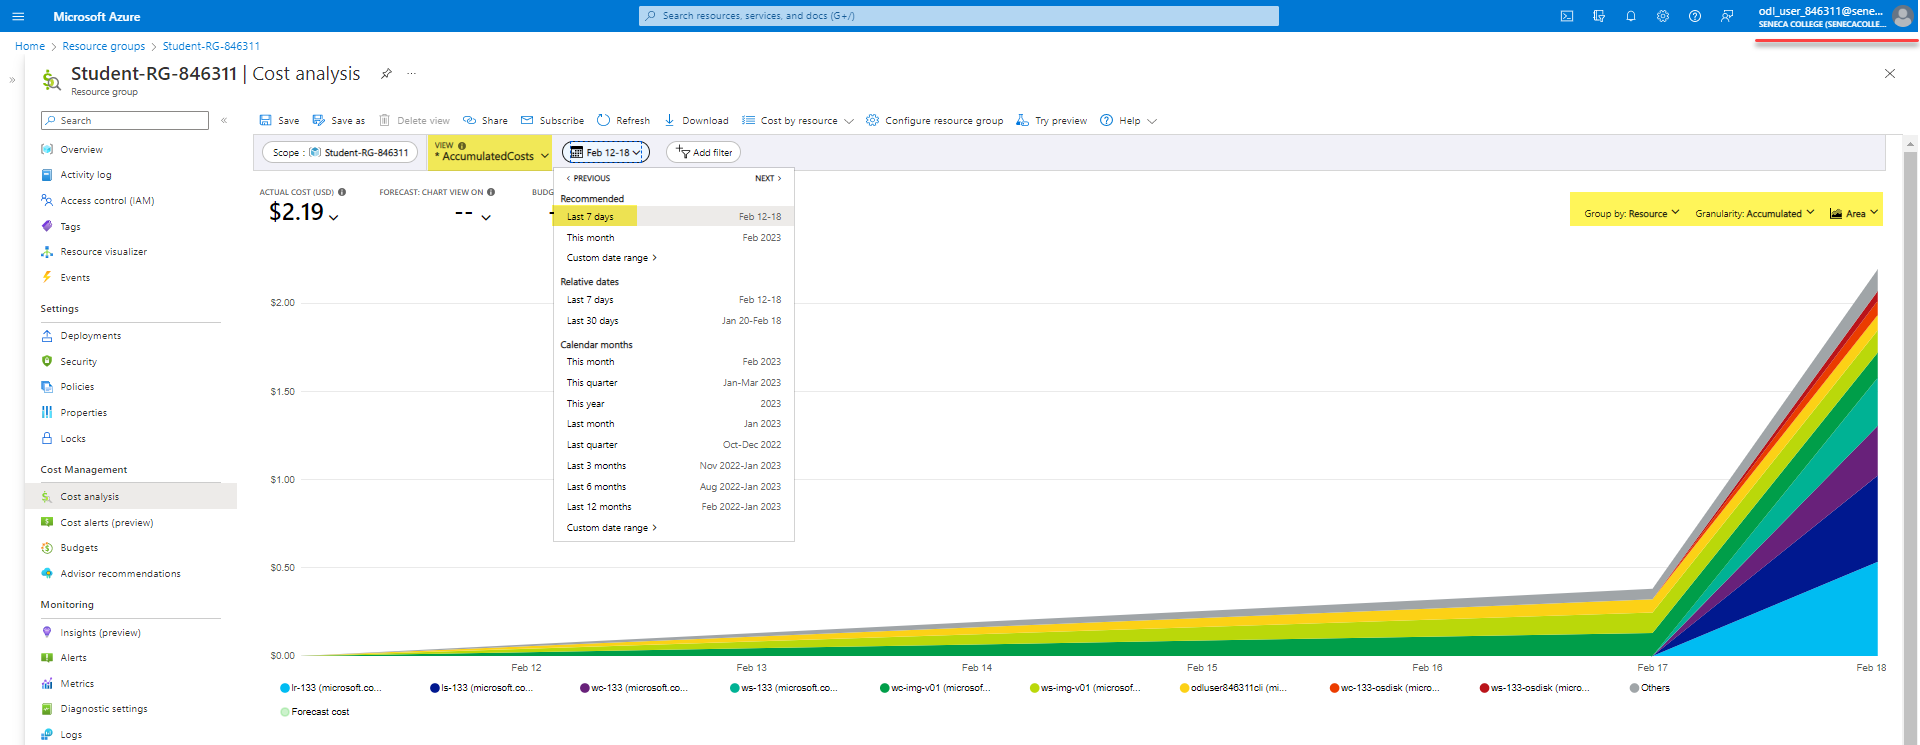 Microsoft Azure
Search resources, services, and docs (G+/)
odl_user_846311@sene...
SENECA COLLEGE (SENECACOLLE...
Home > Resource groups > Student-RG-846311
Student-RG-846311 | Cost analysis
Resource group
Search
Save
Save as
Delete view
Share
Subscribe
Refresh
Download
Cost by resource
Configure resource group
Try preview
Help
Overview
Activity log
Access control (IAM)
Tags
Resource visualizer
Events
Settings
Deployments
Security
Policies
Properties
Locks
Cost Management
Cost analysis
Cost alerts (preview)
Budgets
Advisor recommendations
Monitoring
Insights (preview)
Alerts
Metrics
Diagnostic settings
Logs
Scope : Student-RG-846311
VIEW
* AccumulatedCosts
Feb 12-18
Add filter
ACTUAL COST (USD)
$2.19
FORECAST: CHART VIEW ON
--
BUDG
< PREVIOUS
NEXT >
Recommended
Last 7 days Feb 12-18
This month Feb 2023
Custom date range >
Relative dates
Last 7 days Feb 12-18
Last 30 days Jan 20-Feb 18
Calendar months
This month Feb 2023
This quarter Jan-Mar 2023
This year 2023
Last month Jan 2023
Last quarter Oct-Dec 2022
Last 3 months Nov 2022-Jan 2023
Last 6 months Aug 2022-Jan 2023
Last 12 months Feb 2022-Jan 2023
Custom date range >
Group by: Resource
Granularity: Accumulated
Area
$2.00
$1.50
$1.00
$0.50
$0.00
Feb 12
Feb 13
Feb 14
Feb 15
Feb 16
Feb 17
Feb 18
lr-133 (microsoft.co...
ls-133 (microsoft.co...
wc-133 (microsoft.co...
ws-133 (microsoft.co...
wc-img-v01 (microsof...
ws-img-v01 (microsof...
odluser846311cli (mi...
wc-133-osdisk (micro...
ws-133-osdisk (micro...
Others
Forecast cost